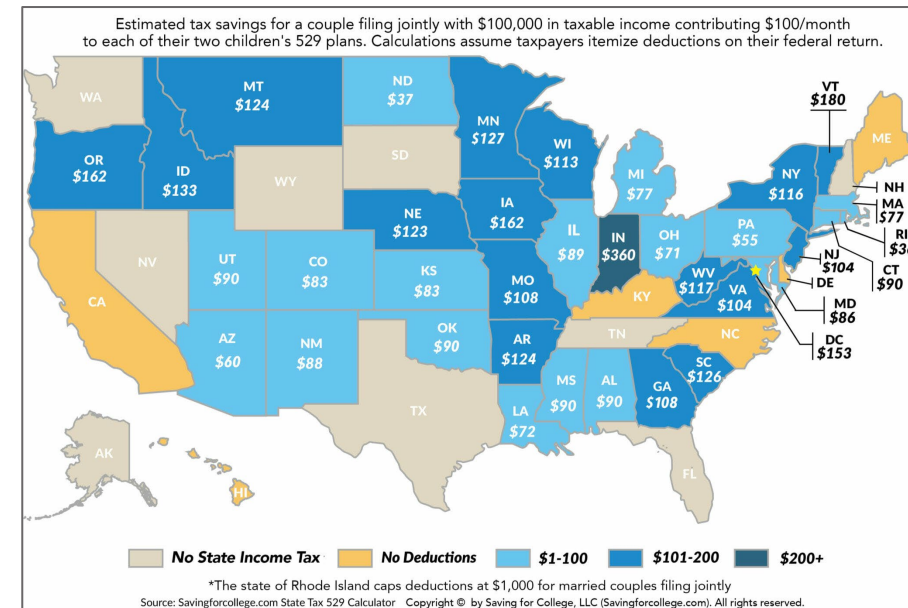 Estimated tax savings for a couple filing jointly with $100,000 in taxable income contributing $100/month
to each of their two children's 529 plans. Calculations assume taxpayers itemize deductions on their federal return.
WA
MT
$124
ND
$37
MN
$127
VT
$180
ME
OR
$162
ID
$133
SD
WI
$113
MI
$77
NY
$116
NH
MA
$77
RI
WY
NE
$123
IA
$162
IL
$89
IN
$360
OH
$71
PA
$55
NJ
$104
CT
$90
NV
UT
$90
CO
$83
KS
$83
MO
$108
KY
WV
$117
VA
$104
DE
MD
$86
DC
$153
CA
AZ
$60
NM
$88
OK
$90
AR
$124
TN
NC
SC
$126
TX
LA
$72
MS
$90
AL
$90
GA
$108
FL
AK
HI
No State Income Tax
No Deductions
$1-100
$101-200
$200+
*The state of Rhode Island caps deductions at $1,000 for married couples filing jointly
Source: Savingforcollege.com State Tax 529 Calculator Copyright © by Saving for College, LLC (Savingforcollege.com). All rights reserved.